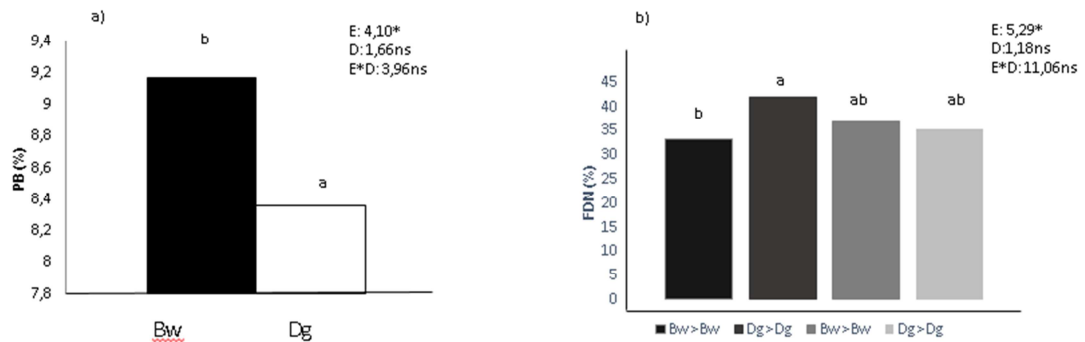 a)
E: 4,10*
D: 1,66ns
E*D: 3,96ns
9,4
9,2
9
8,8
8,6
8,4
8,2
8
7,8
PB (%)
b
a
Bw
Dg
b)
E: 5,29*
D:1,18ns
E*D: 11,06ns
45
40
35
30
25
20
15
10
5
0
FDN (%)
b
a
ab
ab
Bw>Bw Dg>Dg Bw>Bw Dg>Dg